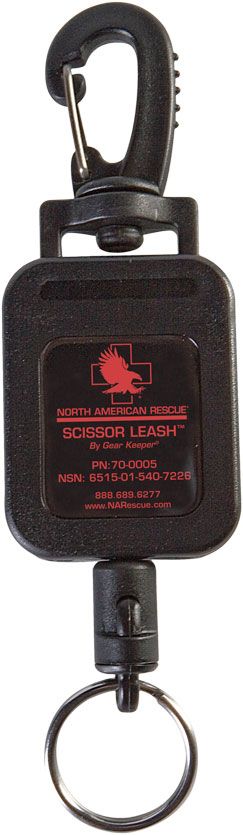 NORTH AMERICAN RESCUE®
SCISSOR LEASH™
By Gear Keeper®
PN:70-0005
NSN: 6515-01-540-7226
888.689.6277
www.NARescue.com